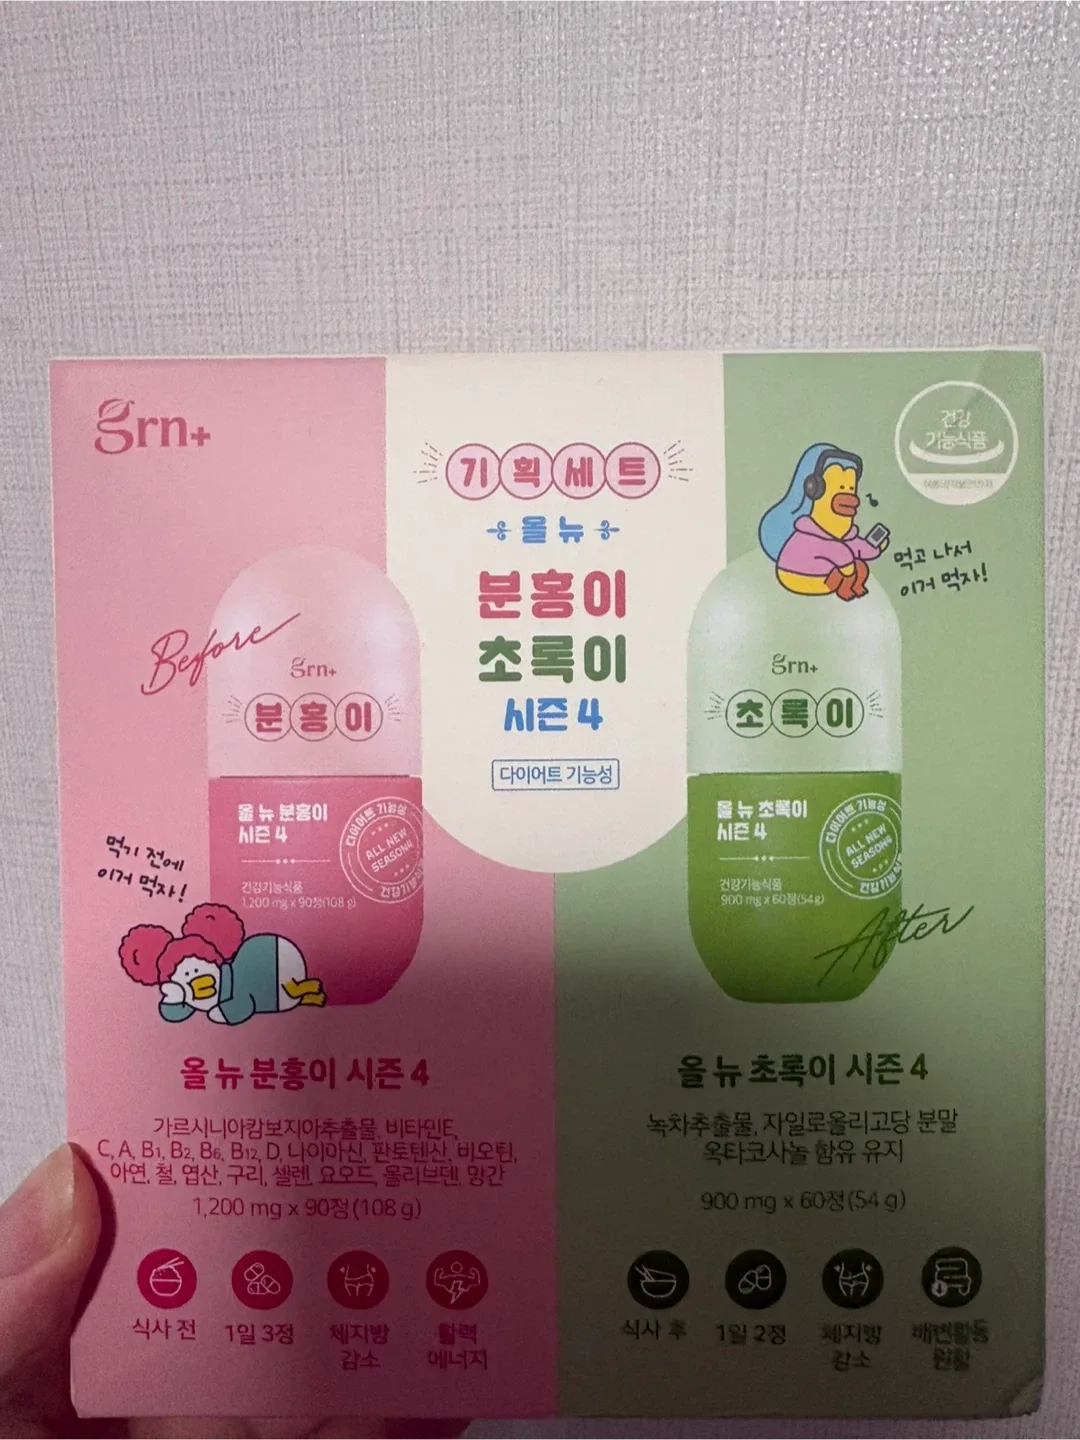 grn+
기획세트
올 뉴
분홍이
초록이
시즌 4
다이어트 기능성
건강
기능식품
먹고 나서
이거 먹자!
Before
grn+
분홍이
올 뉴 분홍이
시즌 4
다이어트 기능성
ALL NEW
SEASON4
건강기능식품
건강기능식품
1,200 mg x 90정(108 g)
먹기 전에
이거 먹자!
grn+
초록이
올 뉴 초록이
시즌 4
다이어트 기능성
ALL NEW
SEASON4
건강기능식품
건강기능식품
900 mg x 60정(54g)
After
올 뉴 분홍이 시즌 4
가르시니아캄보지아추출물, 비타민E,
C, A, B1, B2, B6, B12, D, 나이아신, 판토텐산, 비오틴,
아연, 철, 엽산, 구리, 셀렌, 요오드, 몰리브덴, 망간
1,200 mg x 90정(108 g)
식사 전
1일 3정
체지방
감소
활력
에너지
올 뉴 초록이 시즌 4
녹차추출물, 자일로올리고당 분말
옥타코사놀 함유 유지
900 mg x 60정(54 g)
식사 후
1일 2정
체지방
감소
배변활동
원활